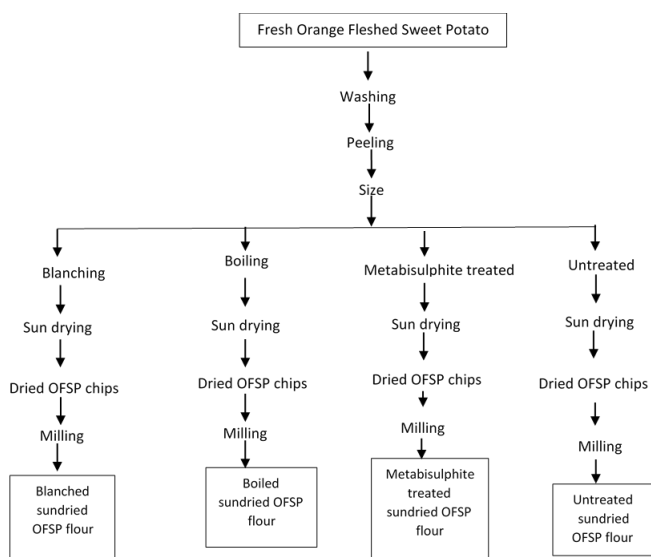 Fresh Orange Fleshed Sweet Potato
Washing
Peeling
Size
Blanching
Sun drying
Dried OFSP chips
Milling
Blanched
sundried
OFSP flour
Boiling
Sun drying
Dried OFSP chips
Milling
Boiled
sundried OFSP
flour
Metabisulphite treated
Sun drying
Dried OFSP chips
Milling
Metabisulphite
treated
sundried OFSP
flour
Untreated
Sun drying
Dried OFSP chips
Milling
Untreated
sundried
OFSP flour